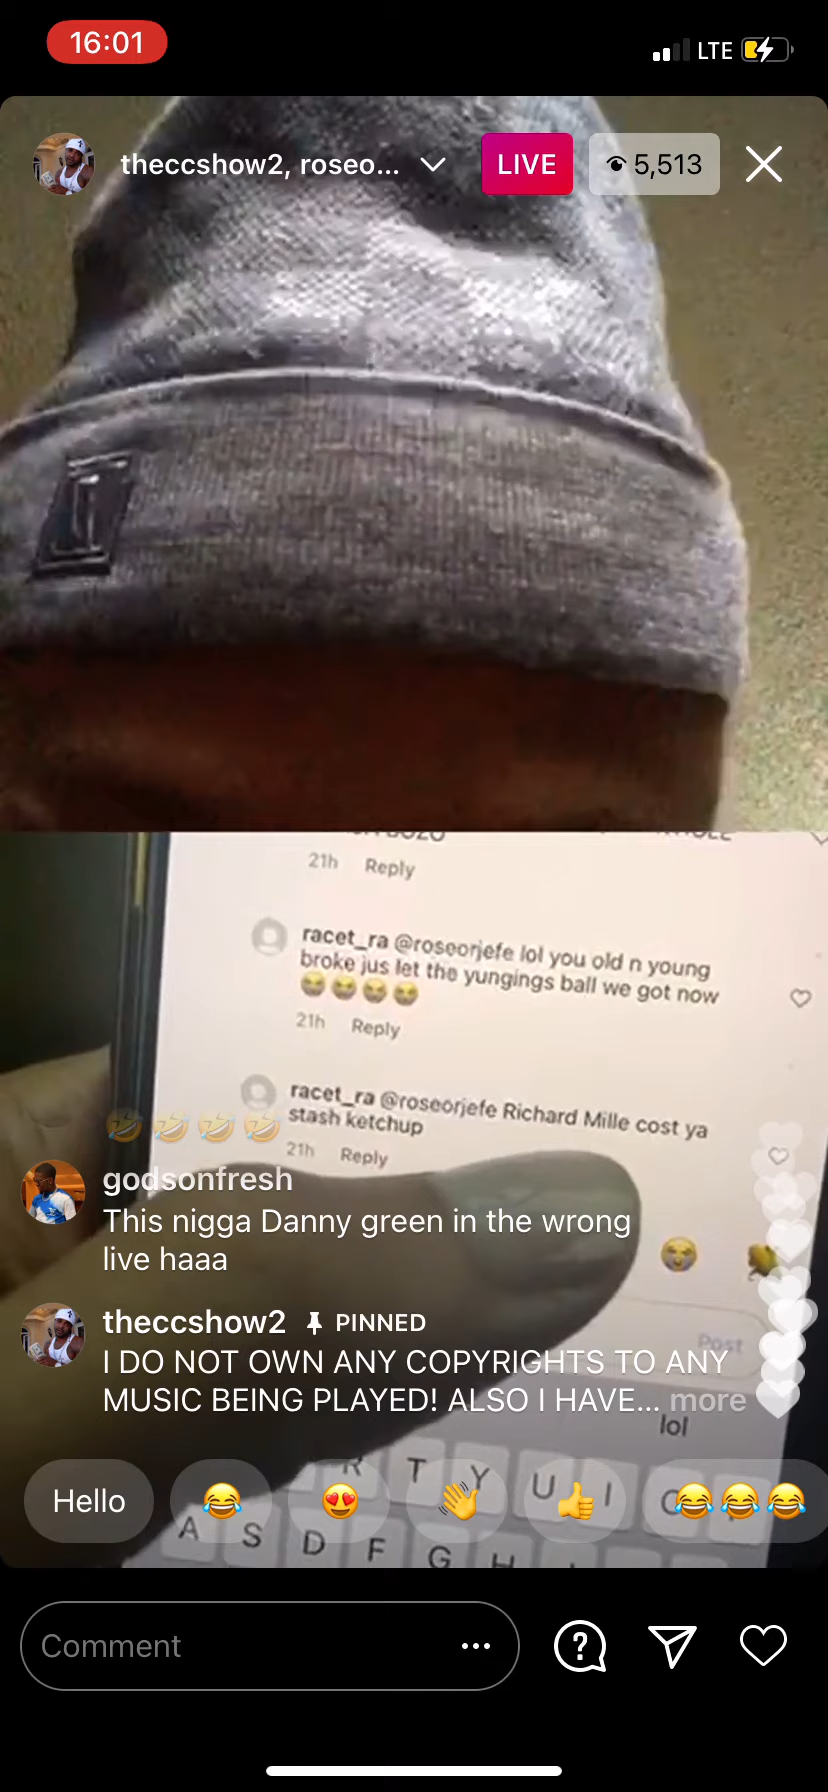 16:01
LTE
theccshow2, roseo...
LIVE
5,513
21h Reply
racet_ra @roseorjefe lol you old n young
broke jus let the yungings ball we got now
😭😭😭😭
21h Reply
racet_ra @roseorjefe Richard Mille cost ya
stash ketchup
21h Reply
🤣🤣🤣🤣
godsonfresh
This nigga Danny green in the wrong
live haaa
😭
theccshow2 PINNED
Post
I DO NOT OWN ANY COPYRIGHTS TO ANY
MUSIC BEING PLAYED! ALSO I HAVE... more
lol
Hello 😂 😍 👋 👍 😂😂😂
R T Y U I
A S D F G H
Comment